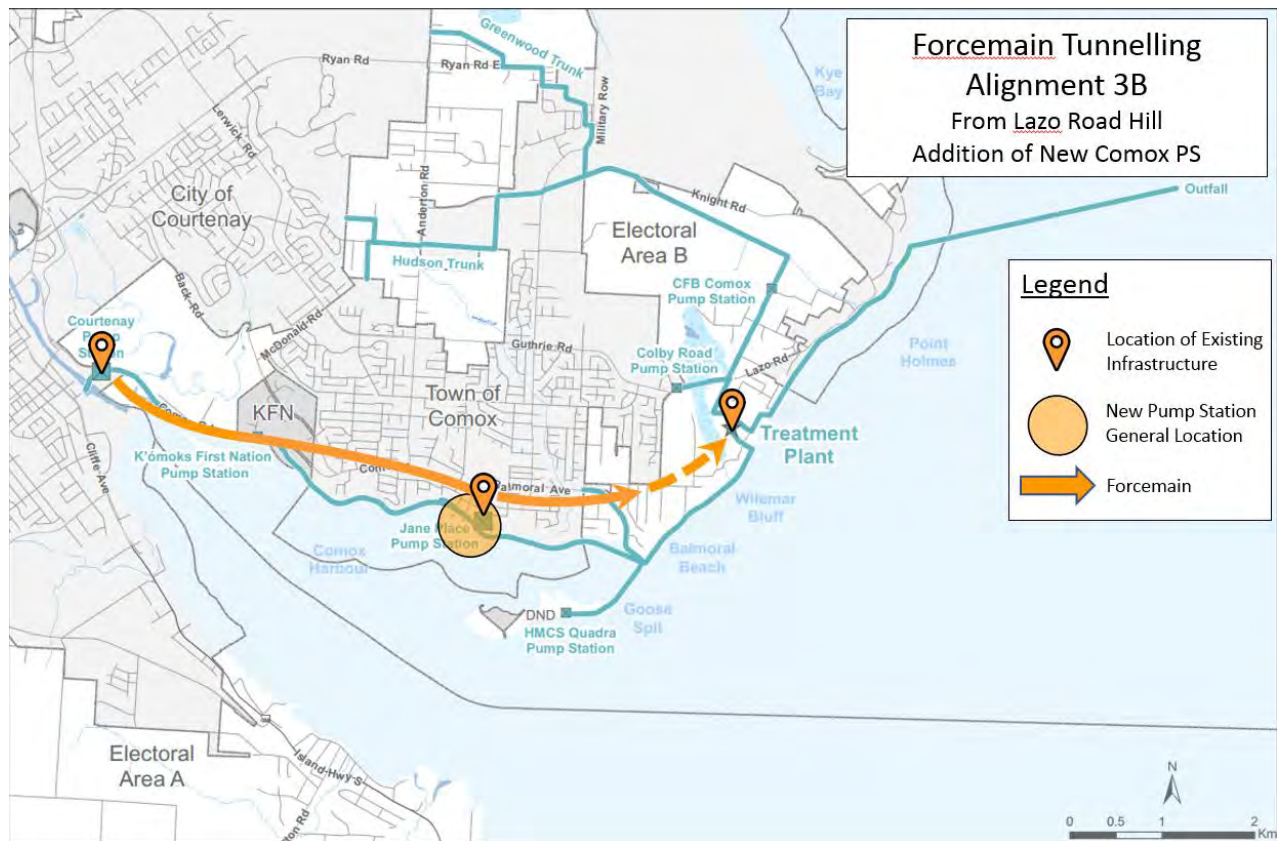 Forcemain Tunnelling
Alignment 3B
From Lazo Road Hill
Addition of New Comox PS
Greenwood Trunk
Ryan Rd
Ryan Rd E
Military Row
Kye
Bay
Lerwick Rd
City of
Courtenay
Anderton Rd
Knight Rd
Outfall
Electoral
Area B
Hudson Trunk
Back Rd
McDonald Rd
CFB Comox
Pump Station
Courtenay
Station
Guthrie Rd
Colby Road
Pump Station
Lazo Rd
Point
Holmes
Town of
Comox
KFN
K'ómoks First Nation
Pump Station
Cliffe Ave
Treatment
Plant
Balmoral Ave
Jane Place
Pump Station
Comox
Harbour
Wilemar
Bluff
Balmoral
Beach
Goose
Spit
DND
HMCS Quadra
Pump Station
Electoral
Area A
Island-Hwy-S
Legend
Location of Existing
Infrastructure
New Pump Station
General Location
Forcemain
N
0 0.5 1 2
Km